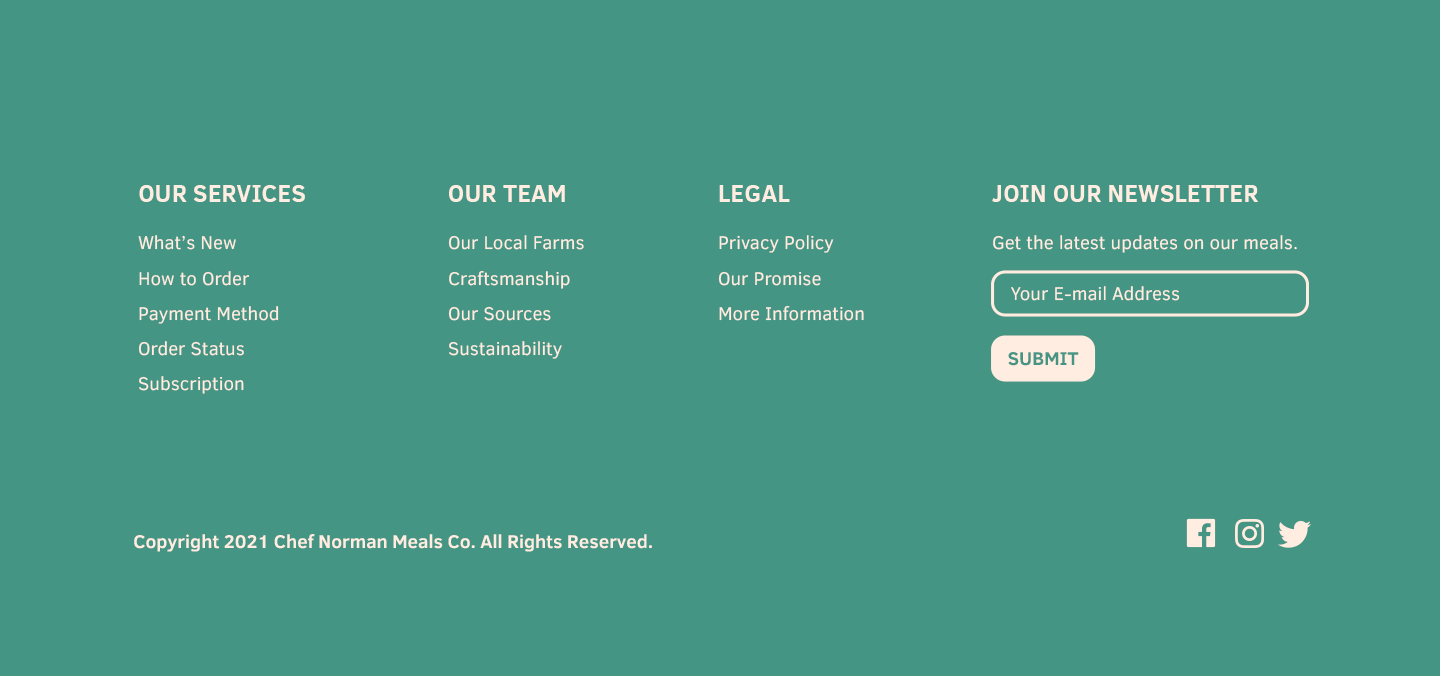 OUR SERVICES
What's New
How to Order
Payment Method
Order Status
Subscription
OUR TEAM
Our Local Farms
Craftsmanship
Our Sources
Sustainability
LEGAL
Privacy Policy
Our Promise
More Information
JOIN OUR NEWSLETTER
Get the latest updates on our meals.
Your E-mail Address
SUBMIT
Copyright 2021 Chef Norman Meals Co. All Rights Reserved.